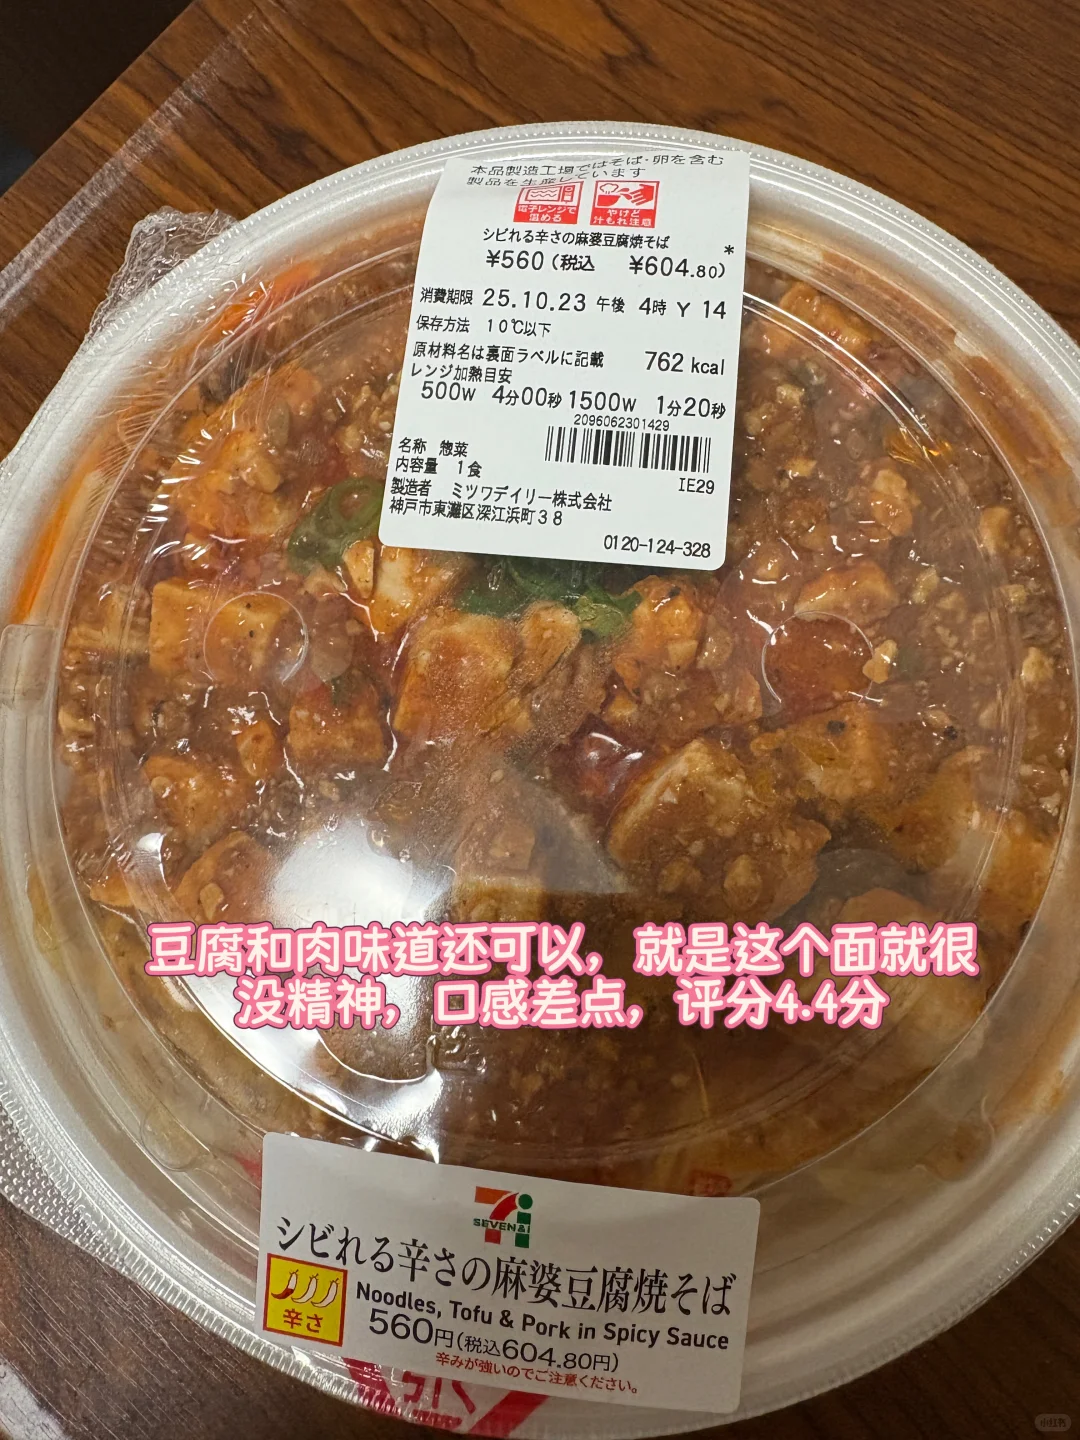 本品製造工場ではそば・卵を含む
製品を生産しています
電子レンジで
温める
やけど
汁もれ注意
シビれる辛さの麻婆豆腐焼そば
*
¥560(税込 ¥604.80)
消費期限 25.10.23 午後 4時 Y 14
保存方法 10℃以下
原材料名は裏面ラベルに記載 762 kcal
レンジ加熱目安
500W 4分00秒 1500W 1分20秒
2096062301429
名称 惣菜
内容量 1食
IE29
製造者 ミツワデイリー株式会社
神戸市東灘区深江浜町38
0120-124-328
豆腐和肉味道还可以，就是这个面就很
没精神，口感差点，评分4.4分
7i
SEVEN&i
シビれる辛さの麻婆豆腐焼そば
辛さ
Noodles, Tofu & Pork in Spicy Sauce
560円(税込604.80円)
辛みが強いのでご注意ください。
小红书